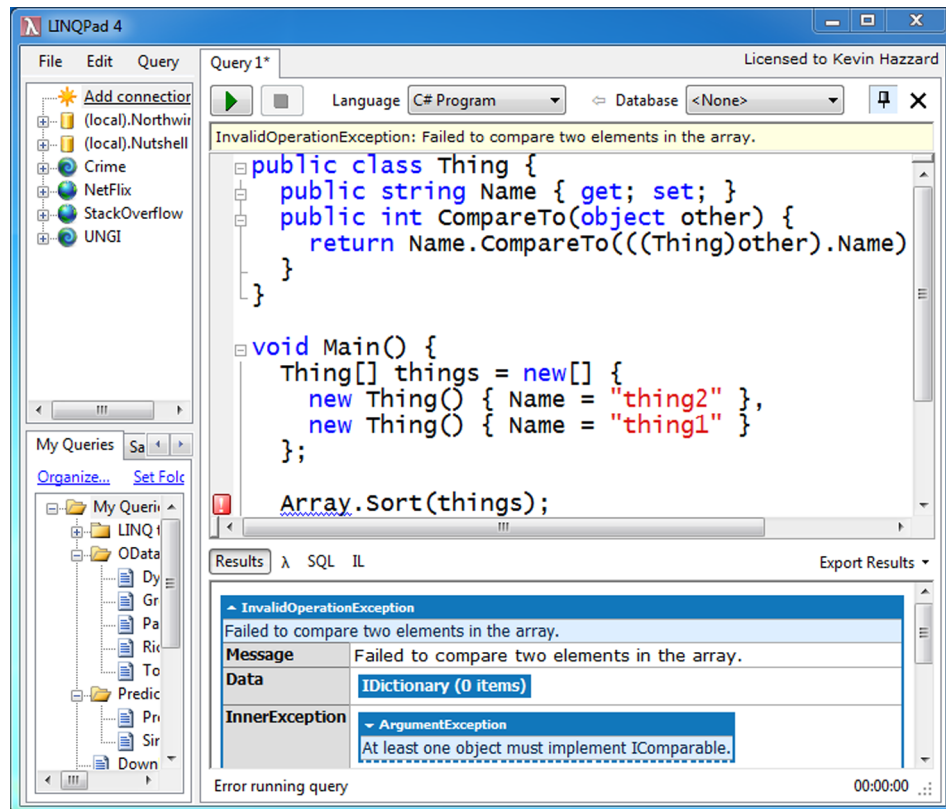 LINQPad 4
File Edit Query
Add connection
(local).Northwin
(local).Nutshell
Crime
NetFlix
StackOverflow
UNGI
My Queries Sa
Organize... Set Fold
My Queri
LINQ t
OData
Dy
Gr
Pa
Ric
To
Predic
Pr
Sir
Down
Query 1*
Licensed to Kevin Hazzard
Language C# Program Database <None>
InvalidOperationException: Failed to compare two elements in the array.
public class Thing {
public string Name { get; set; }
public int CompareTo(object other) {
return Name.CompareTo(((Thing)other).Name)
}
}
void Main() {
Thing[] things = new[] {
new Thing() { Name = "thing2" },
new Thing() { Name = "thing1" }
};
Array.Sort(things);
Results λ SQL IL
Export Results
InvalidOperationException
Failed to compare two elements in the array.
Message Failed to compare two elements in the array.
Data IDictionary (0 items)
InnerException ArgumentException
At least one object must implement IComparable.
Error running query 00:00:00